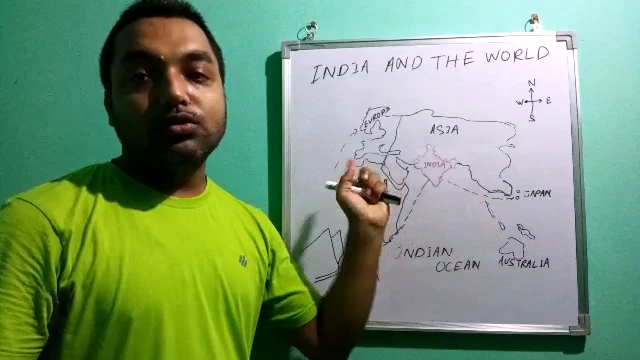 INDIA AND THE WORLD
N
W E
S
EUROPE
ASIA
INDIA
JAPAN
INDIAN
OCEAN
AUSTRALIA